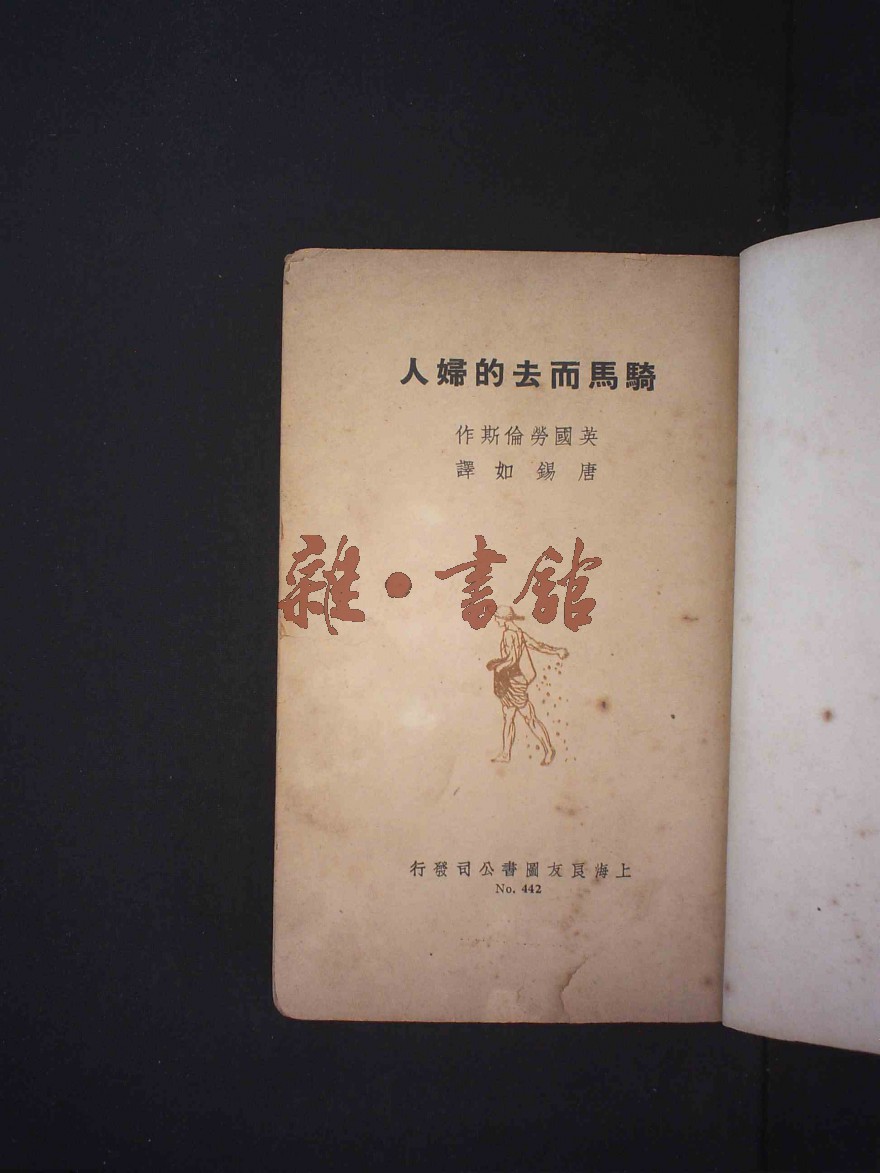 騎馬而去的婦人
英國勞倫斯作
唐錫如譯
雜•書館
上海良友圖書公司發行
No. 442